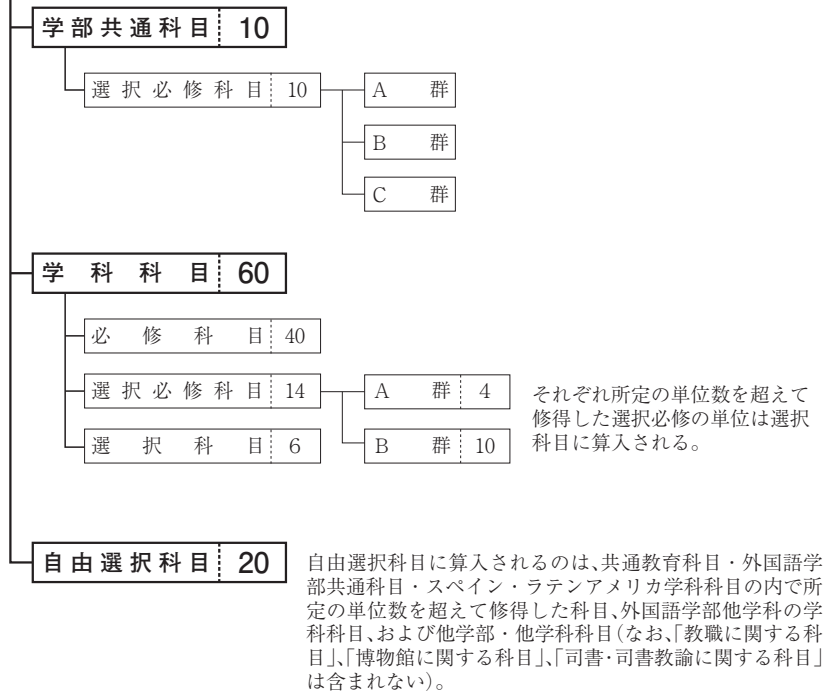 学部共通科目 10
選択必修科目 10 A 群
B 群
C 群
学科科目 60
必修科目 40
選択必修科目 14 A 群 4
選択科目 6 B 群 10
それぞれ所定の単位数を超えて
修得した選択必修の単位は選択
科目に算入される。
自由選択科目 20
自由選択科目に算入されるのは、共通教育科目・外国語学
部共通科目・スペイン・ラテンアメリカ学科科目の内で所
定の単位数を超えて修得した科目、外国語学部他学科の学
科科目、および他学部・他学科科目(なお、「教職に関する科
目」、「博物館に関する科目」、「司書・司書教諭に関する科目」
は含まれない)。